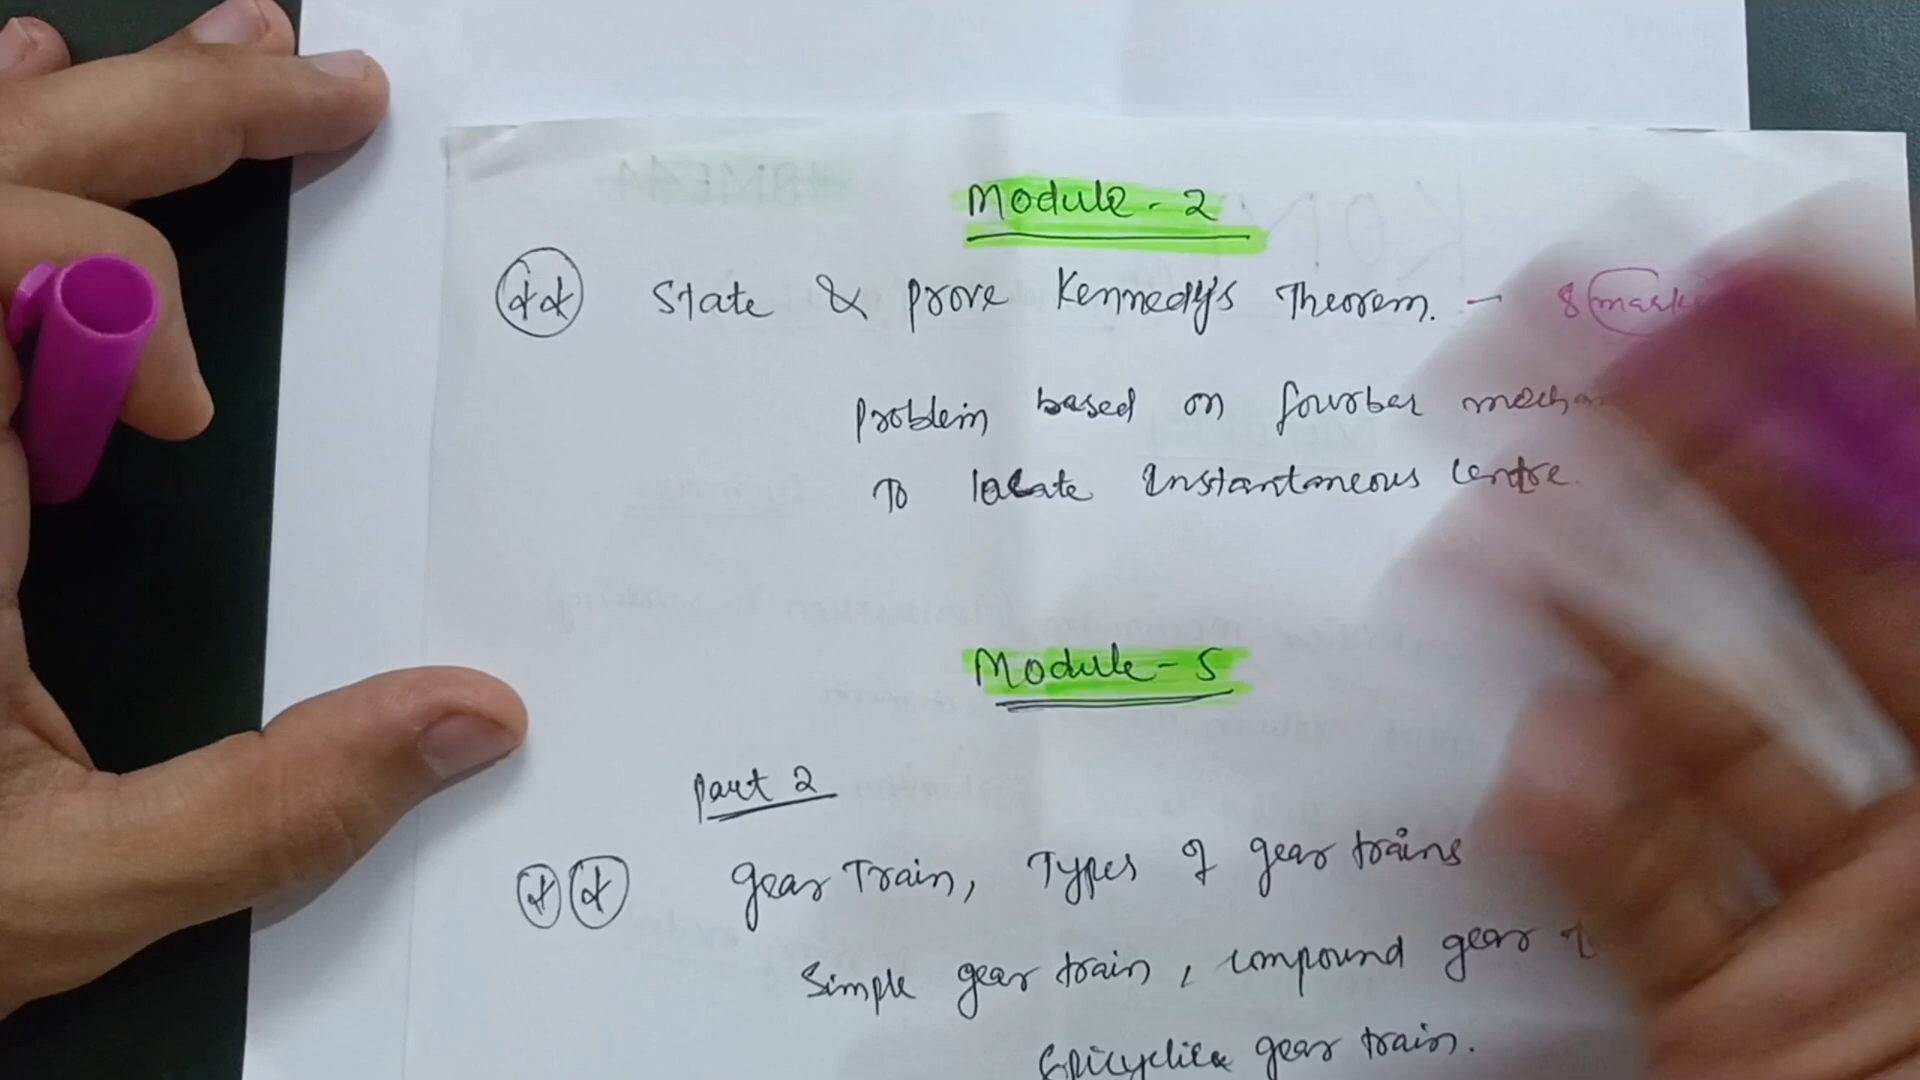 Module - 2
State & prove Kennedy's Theorem. - 8 marks
problem based on fourbar
To locate Instantaneous centre.
Module - 5
part 2
gear Train, Types of gear trains
Simple gear train, compound gear
Epicyclic gear train.